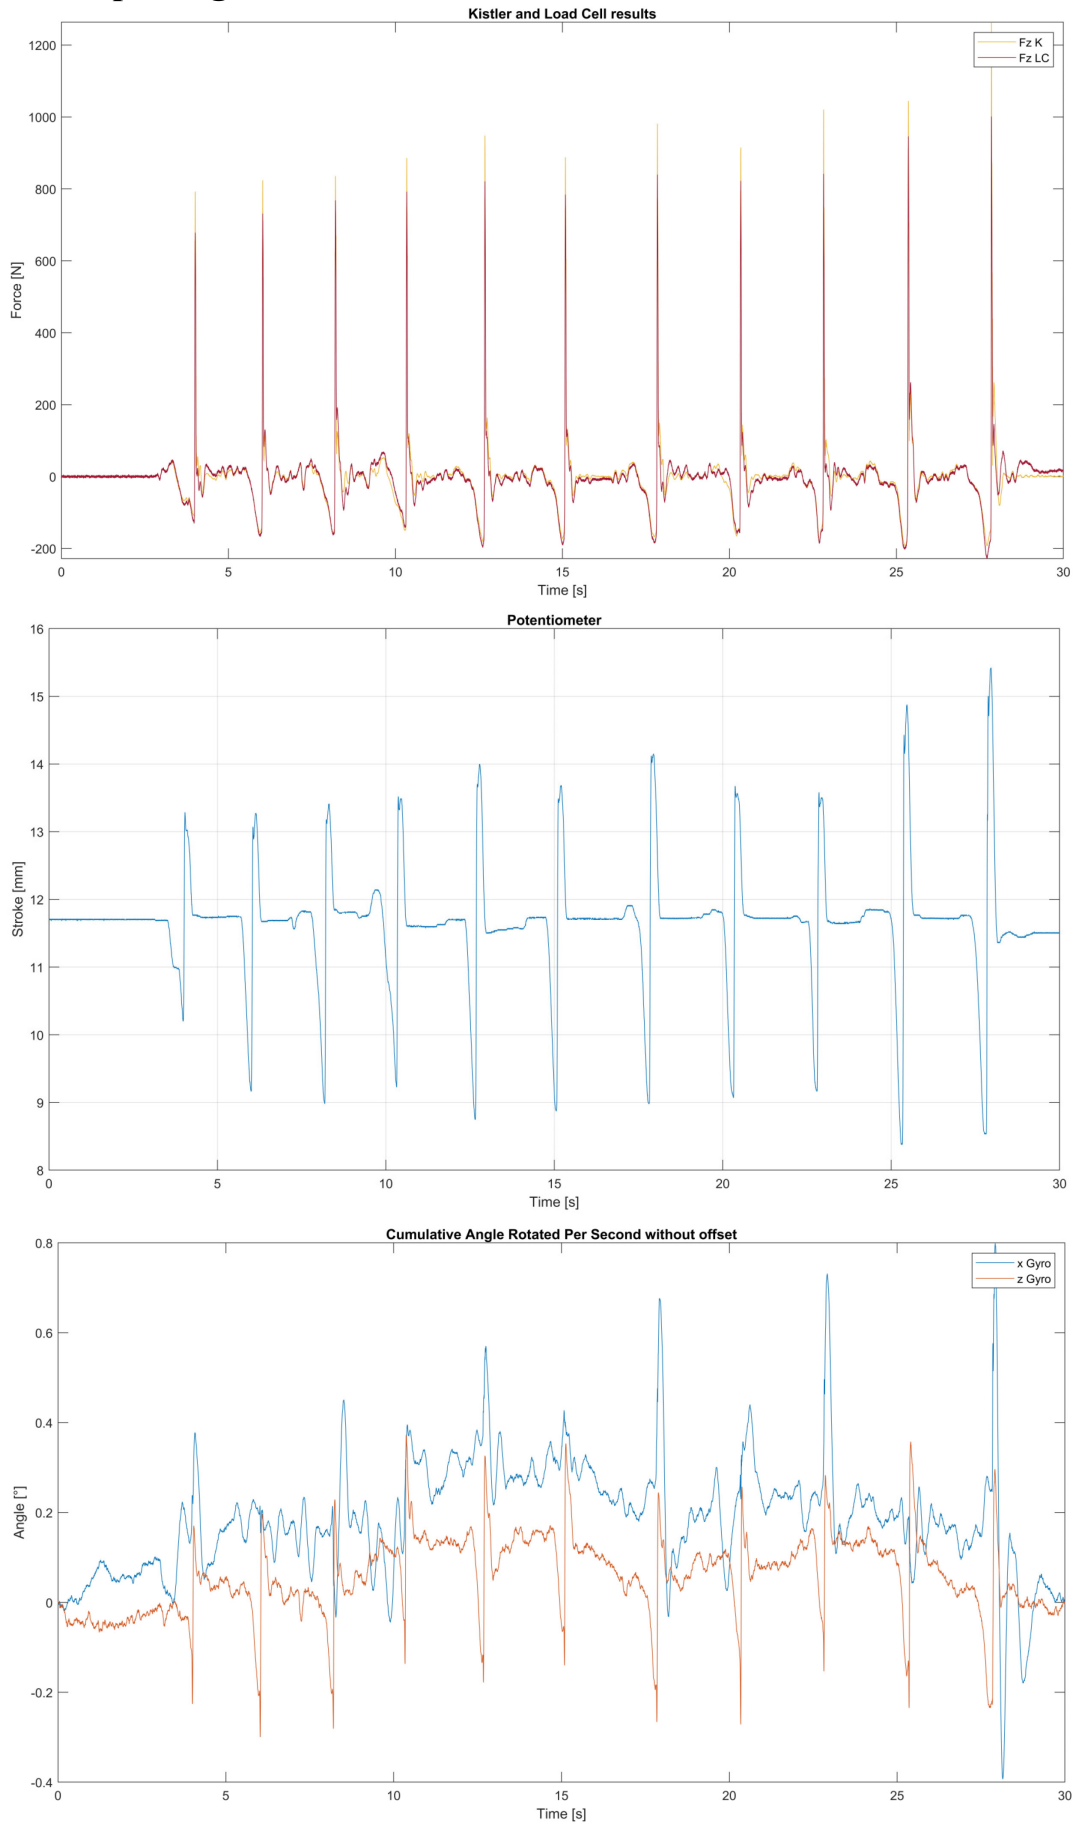 Kistler and Load Cell results
Fz K
Fz LC
1200
1000
800
600
400
200
0
-200
Force [N]
0 5 10 15 20 25 30
Time [s]
Potentiometer
16
15
14
13
12
11
10
9
8
Stroke [mm]
0 5 10 15 20 25 30
Time [s]
Cumulative Angle Rotated Per Second without offset
x Gyro
z Gyro
0.8
0.6
0.4
0.2
0
-0.2
-0.4
Angle [°]
0 5 10 15 20 25 30
Time [s]